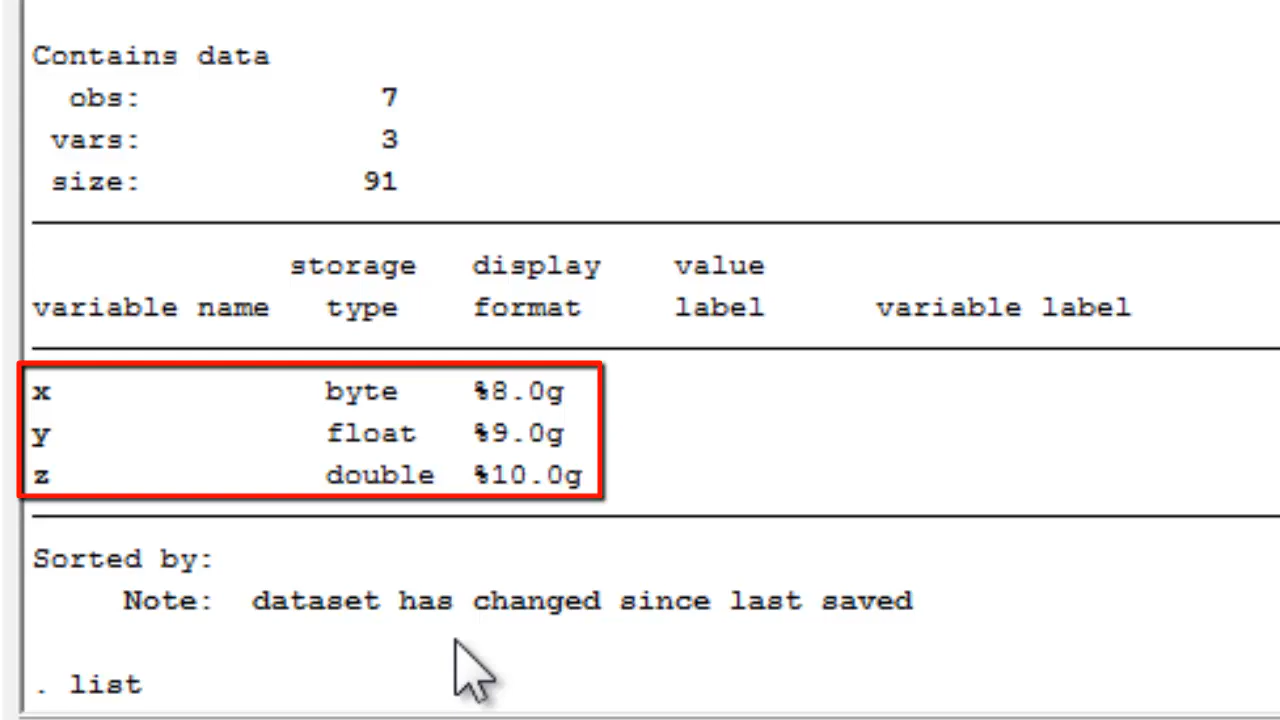 Contains data
obs: 7
vars: 3
size: 91
storage display value
variable name type format label variable label
x byte %8.0g
y float %9.0g
z double %10.0g
Sorted by:
Note: dataset has changed since last saved
. list